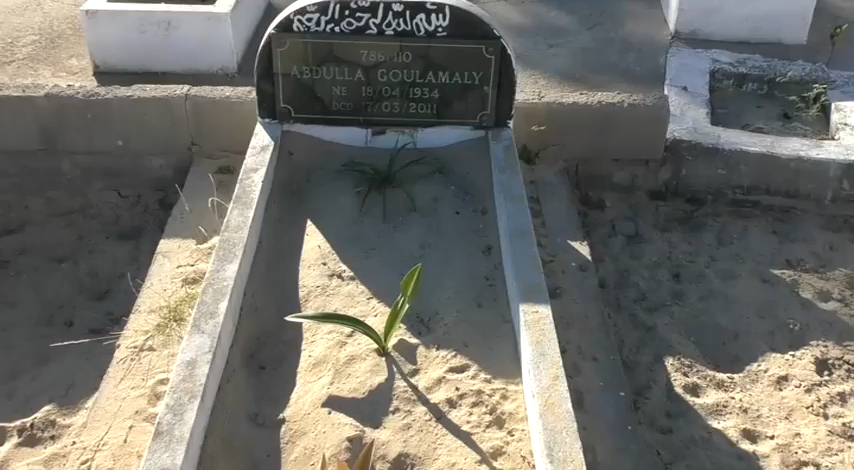 بسم الله الرحمن الرحيم
786/110
ABDULLA GOULAMALY
NE 18/04/1934
DCD 17/03/2011